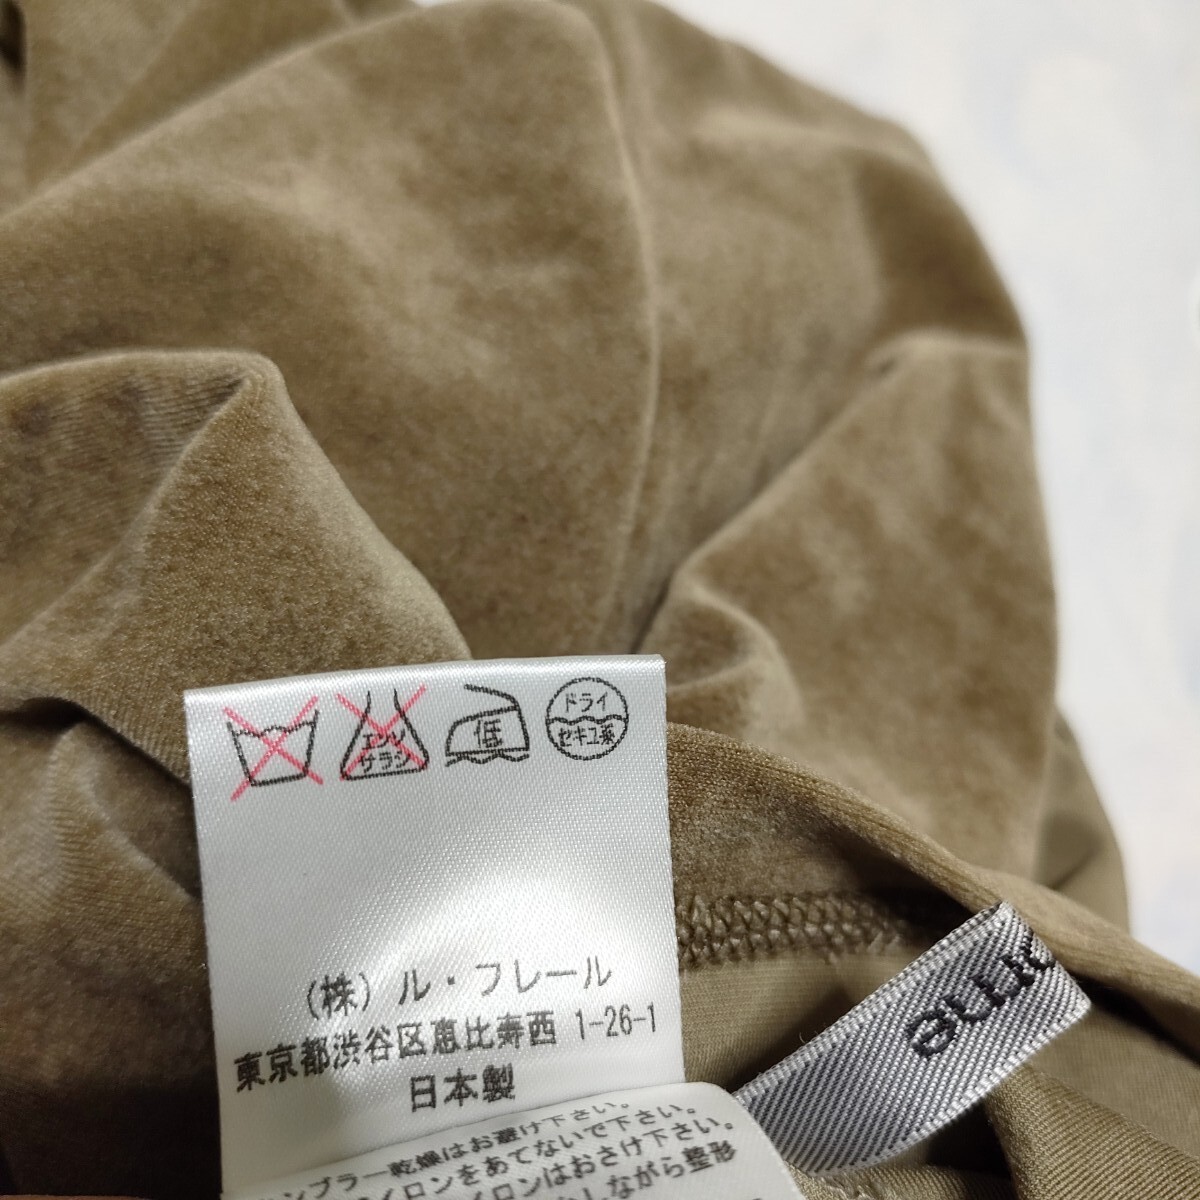 エンソ
サラシ
低
ドライ
セキユ系
(株) ル・フレール
東京都渋谷区恵比寿西 1-26-1
日本製
ンブラー乾燥はお避け下さい。
イロンをあてないで下さい。
イロンはおさけ下さい。
しながら整形